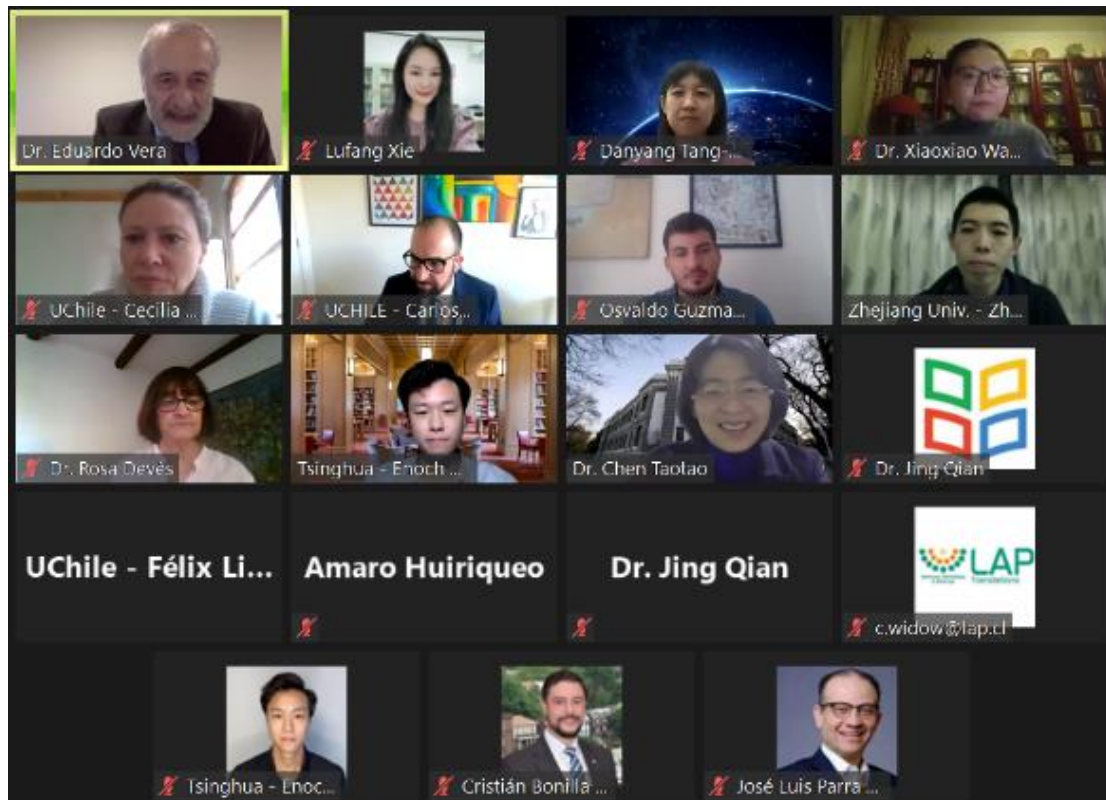 Dr. Eduardo Vera
Lufang Xie
Danyang Tang-...
Dr. Xiaoxiao Wa...
UChile - Cecilia ...
UCHILE - Carlos...
Osvaldo Guzma...
Zhejiang Univ. - Zh...
Dr. Rosa Devés
Tsinghua - Enoch ...
Dr. Chen Taotao
Dr. Jing Qian
UChile - Félix Li...
Amaro Huiriqueo
Dr. Jing Qian
LAP
Translations
c.widow@lap.cl
Tsinghua - Enoc...
Cristián Bonilla ...
José Luis Parra ...